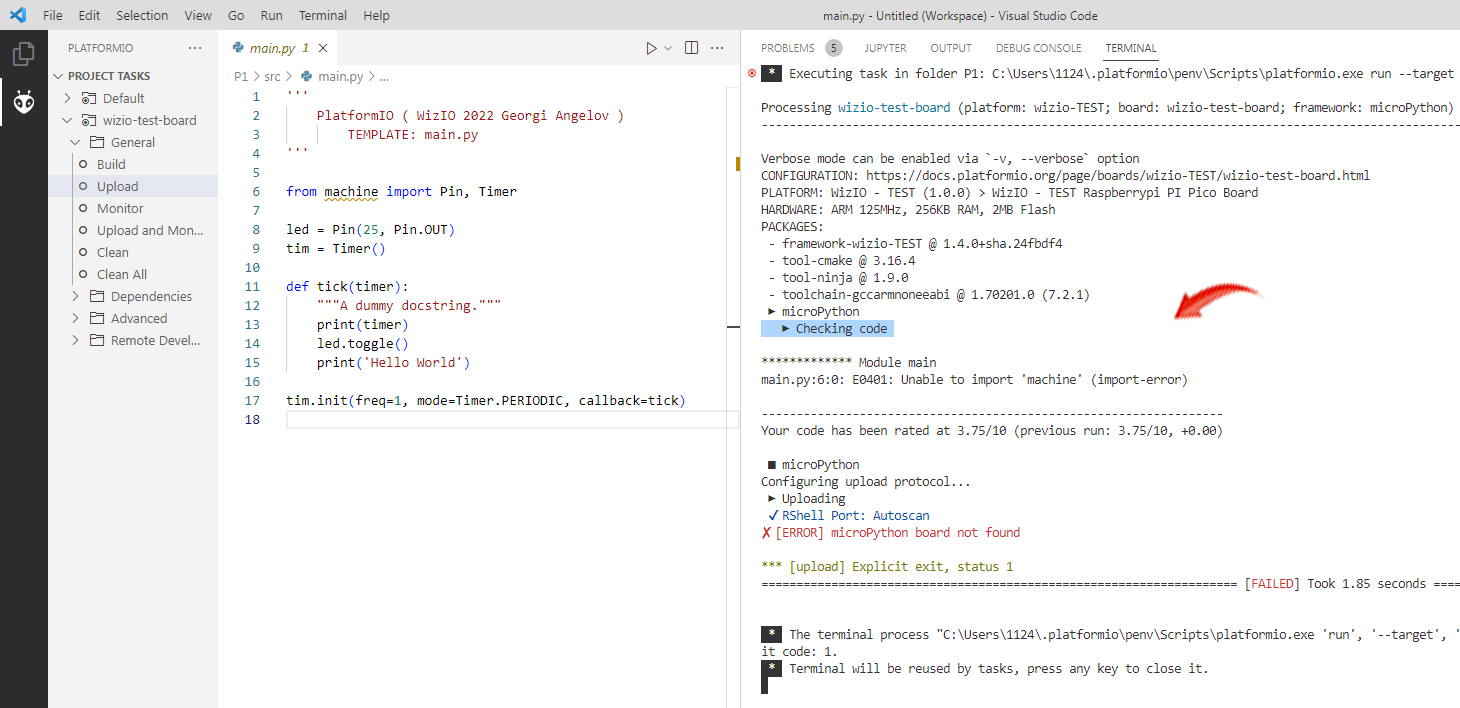 File Edit Selection View Go Run Terminal Help
main.py - Untitled (Workspace) - Visual Studio Code
PLATFORMIO ...
PROJECT TASKS
Default
wizio-test-board
General
Build
Upload
Monitor
Upload and Mon...
Clean
Clean All
Dependencies
Advanced
Remote Devel...
main.py 1
P1 > src > main.py > ...
1 '''
2 PlatformIO ( WizIO 2022 Georgi Angelov )
3 TEMPLATE: main.py
4 '''
5
6 from machine import Pin, Timer
7
8 led = Pin(25, Pin.OUT)
9 tim = Timer()
10
11 def tick(timer):
12 """A dummy docstring."""
13 print(timer)
14 led.toggle()
15 print('Hello World')
16
17 tim.init(freq=1, mode=Timer.PERIODIC, callback=tick)
18
PROBLEMS 5 JUPYTER OUTPUT DEBUG CONSOLE TERMINAL
* Executing task in folder P1: C:\Users\1124\.platformio\penv\Scripts\platformio.exe run --target
Processing wizio-test-board (platform: wizio-TEST; board: wizio-test-board; framework: microPython)
----------------------------------------------------------------------------------------------------
Verbose mode can be enabled via `-v, --verbose` option
CONFIGURATION: https://docs.platformio.org/page/boards/wizio-TEST/wizio-test-board.html
PLATFORM: WizIO - TEST (1.0.0) > WizIO - TEST Raspberrypi PI Pico Board
HARDWARE: ARM 125MHz, 256KB RAM, 2MB Flash
PACKAGES:
- framework-wizio-TEST @ 1.4.0+sha.24fbdf4
- tool-cmake @ 3.16.4
- tool-ninja @ 1.9.0
- toolchain-gccarmnoneeabi @ 1.70201.0 (7.2.1)
► microPython
► Checking code
************* Module main
main.py:6:0: E0401: Unable to import 'machine' (import-error)
------------------------------------------------------------------
Your code has been rated at 3.75/10 (previous run: 3.75/10, +0.00)
■ microPython
Configuring upload protocol...
► Uploading
✓ RShell Port: Autoscan
✗ [ERROR] microPython board not found
*** [upload] Explicit exit, status 1
==================================================================== [FAILED] Took 1.85 seconds ====
* The terminal process "C:\Users\1124\.platformio\penv\Scripts\platformio.exe 'run', '--target', '
it code: 1.
* Terminal will be reused by tasks, press any key to close it.